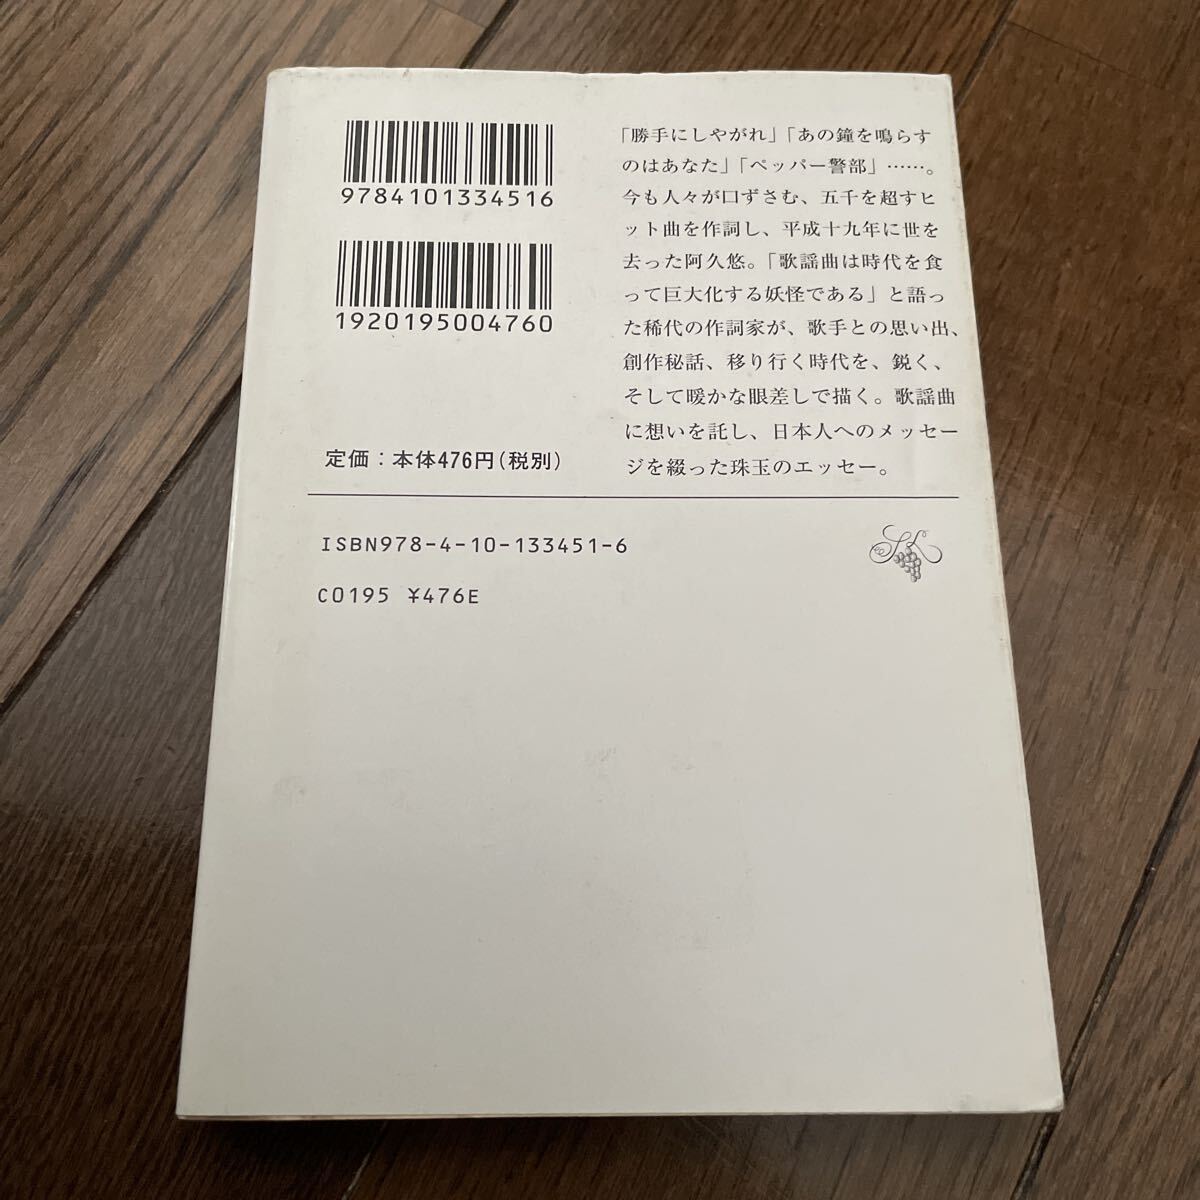 9784101334516
1920195004760
定価：本体476円（税別）
「勝手にしやがれ」「あの鐘を鳴らす
のはあなた」「ペッパー警部」……。
今も人々が口ずさむ、五千を超すヒ
ット曲を作詞し、平成十九年に世を
去った阿久悠。「歌謡曲は時代を食
って巨大化する妖怪である」と語っ
た稀代の作詞家が、歌手との思い出、
創作秘話、移り行く時代を、鋭く、
そして暖かな眼差しで描く。歌謡曲
に想いを託し、日本人へのメッセー
ジを綴った珠玉のエッセー。
ISBN978-4-10-133451-6
C0195 ¥476E